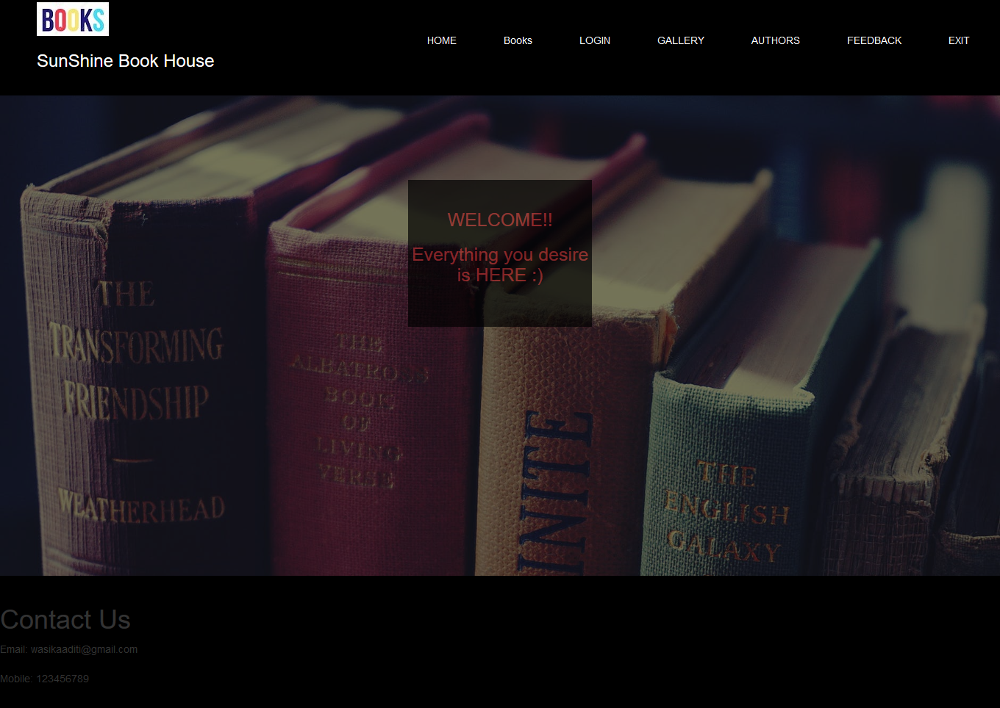 BOOKS
SunShine Book House
HOME
Books
LOGIN
GALLERY
AUTHORS
FEEDBACK
EXIT
WELCOME!!
Everything you desire
is HERE :)
THE
TRANSFORMING
FRIENDSHIP
WEATHERHEAD
THE
ALBATROSS
BOOK
OF
LIVING
VERSE
INITE
THE
ENGLISH
GALAXY
Contact Us
Email: wasikaaditi@gmail.com
Mobile: 123456789